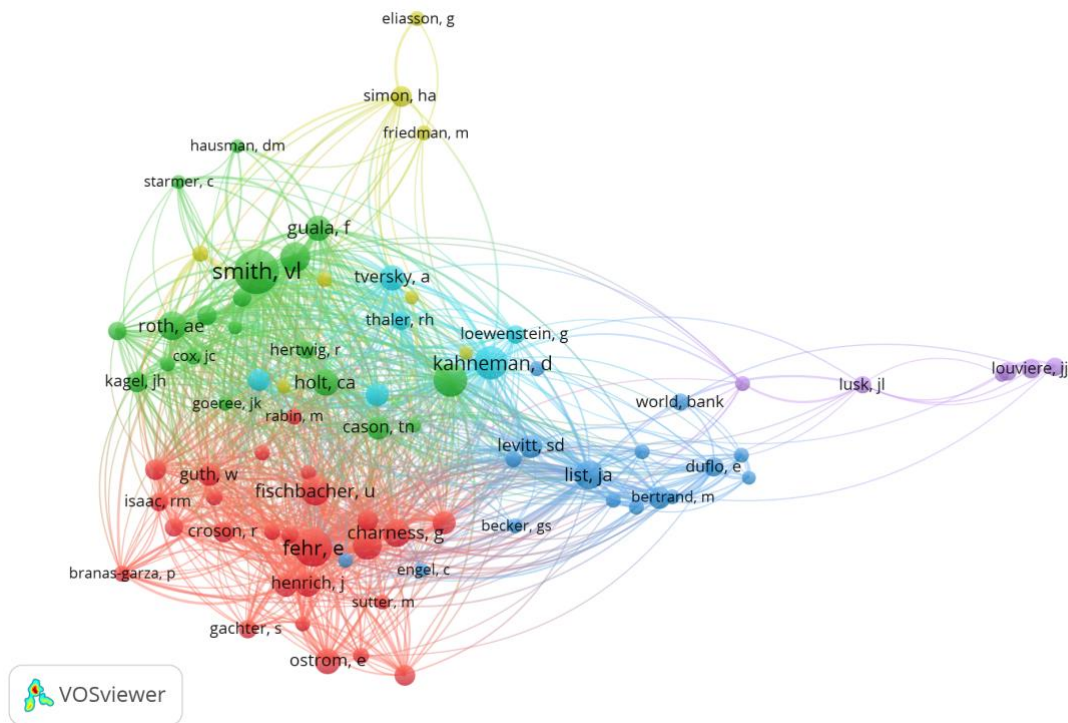 eliasson, g
simon, ha
friedman, m
hausman, dm
starmer, c
guala, f
smith, vl
tversky, a
thaler, rh
roth, ae
loewenstein, g
cox, jc
hertwig, r
kahneman, d
kagel, jh
holt, ca
lusk, jl
louviere, jj
goeree, jk
world, bank
rabin, m
cason, tn
levitt, sd
guth, w
list, ja
duflo, e
fischbacher, u
bertrand, m
isaac, rm
croson, r
charness, g
becker, gs
fehr, e
branas-garza, p
engel, c
henrich, j
sutter, m
gachter, s
ostrom, e
VOSviewer